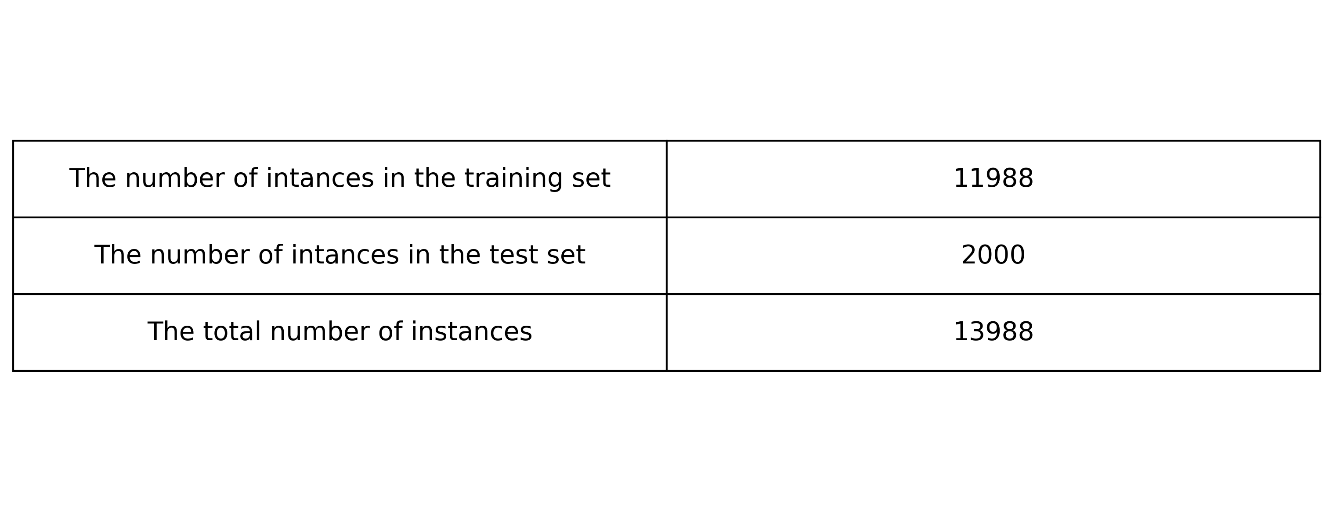 The number of intances in the training set 11988
The number of intances in the test set 2000
The total number of instances 13988